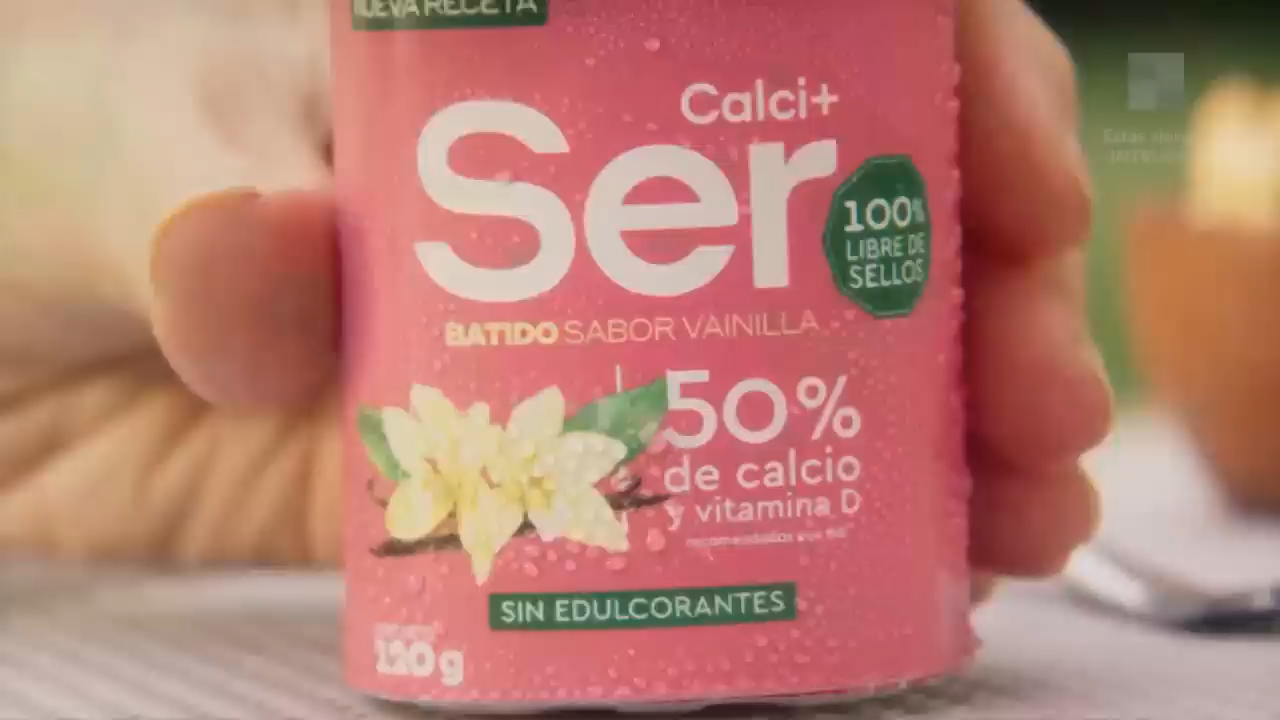 NUEVA RECETA
Calci+
Ser
100%
LIBRE DE
SELLOS
BATIDO SABOR VAINILLA
50%
de calcio
y vitamina D
SIN EDULCORANTES
120g